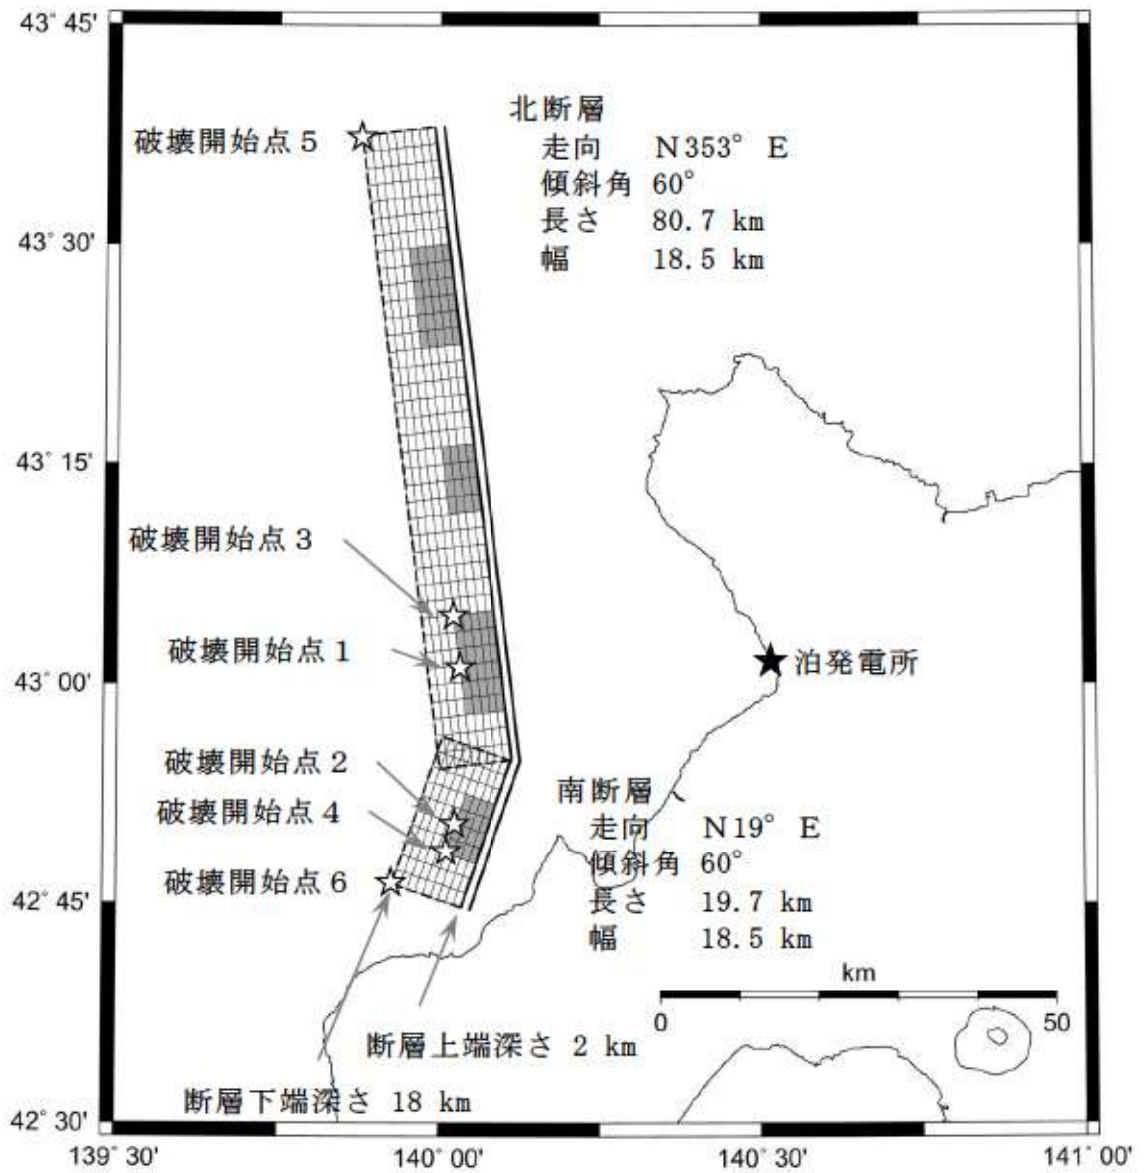 43° 45'
北断層
破壊開始点 5
走向 N353° E
傾斜角 60°
長さ 80.7 km
43° 30'
幅 18.5 km
43° 15'
破壊開始点 3
破壊開始点 1
泊発電所
43° 00'
破壊開始点 2
南断層
破壊開始点 4
走向 N19° E
傾斜角 60°
破壊開始点 6
42° 45'
長さ 19.7 km
幅 18.5 km
km
0 50
断層上端深さ 2 km
断層下端深さ 18 km
42° 30'
139° 30' 140° 00' 140° 30' 141° 00'